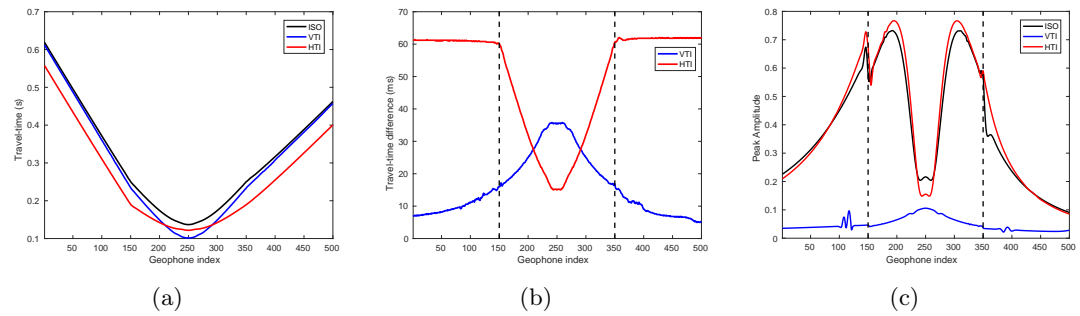 0.7
0.6
0.5
0.4
0.3
0.2
0.1
50 100 150 200 250 300 350 400 450 500
Geophone index
Travel-time (s)
ISO
VTI
HTI
(a)
70
60
50
40
30
20
10
0
50 100 150 200 250 300 350 400 450 500
Geophone index
Travel-time difference (ms)
VTI
HTI
(b)
0.8
0.7
0.6
0.5
0.4
0.3
0.2
0.1
0
50 100 150 200 250 300 350 400 450 500
Geophone index
Peak Amplitude
ISO
VTI
HTI
(c)